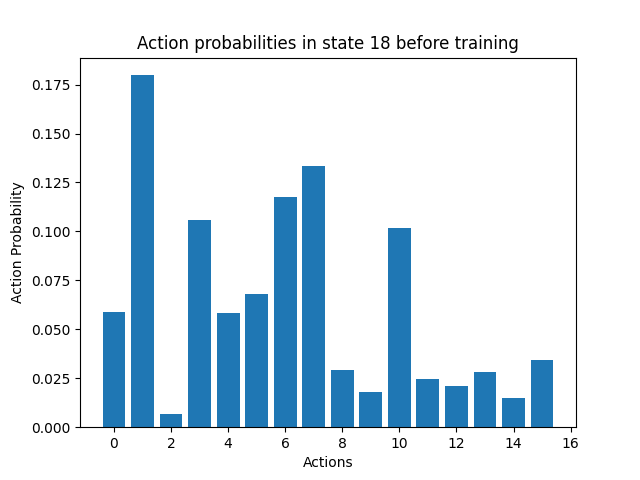 Action probabilities in state 18 before training
0.175
0.150
0.125
0.100
0.075
0.050
0.025
0.000
Action Probability
0 2 4 6 8 10 12 14 16
Actions